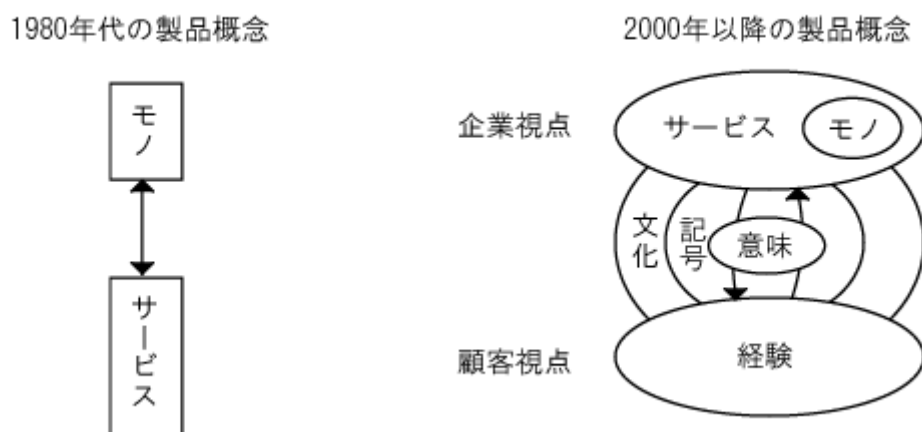 1980年代の製品概念
モノ
サービス
2000年以降の製品概念
企業視点
サービス
モノ
文化
記号
意味
顧客視点
経験